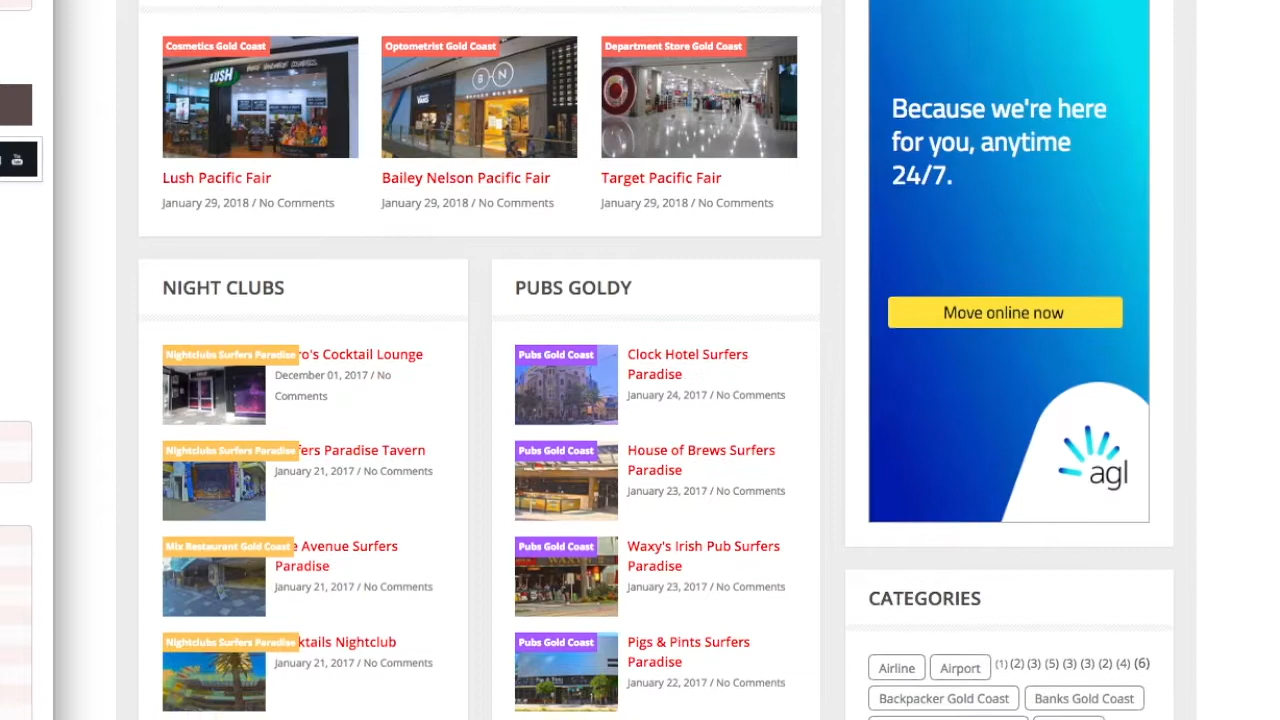 Cosmetics Gold Coast
LUSH
Optometrist Gold Coast
B N
Department Store Gold Coast
Lush Pacific Fair
January 29, 2018 / No Comments
Bailey Nelson Pacific Fair
January 29, 2018 / No Comments
Target Pacific Fair
January 29, 2018 / No Comments
NIGHT CLUBS
Nightclubs Surfers Paradise
ro's Cocktail Lounge
December 01, 2017 / No
Comments
Nightclubs Surfers Paradise
fers Paradise Tavern
January 21, 2017 / No Comments
Mix Restaurant Gold Coast
e Avenue Surfers
Paradise
January 21, 2017 / No Comments
Nightclubs Surfers Paradise
ktails Nightclub
January 21, 2017 / No Comments
PUBS GOLDY
Pubs Gold Coast
Clock Hotel Surfers
Paradise
January 24, 2017 / No Comments
Pubs Gold Coast
House of Brews Surfers
Paradise
January 23, 2017 / No Comments
Pubs Gold Coast
Waxy's Irish Pub Surfers
Paradise
January 23, 2017 / No Comments
Pubs Gold Coast
Pigs & Pints Surfers
Paradise
January 22, 2017 / No Comments
Because we're here
for you, anytime
24/7.
Move online now
agl
CATEGORIES
Airline Airport (1) (2) (3) (5) (3) (3) (2) (4) (6)
Backpacker Gold Coast Banks Gold Coast